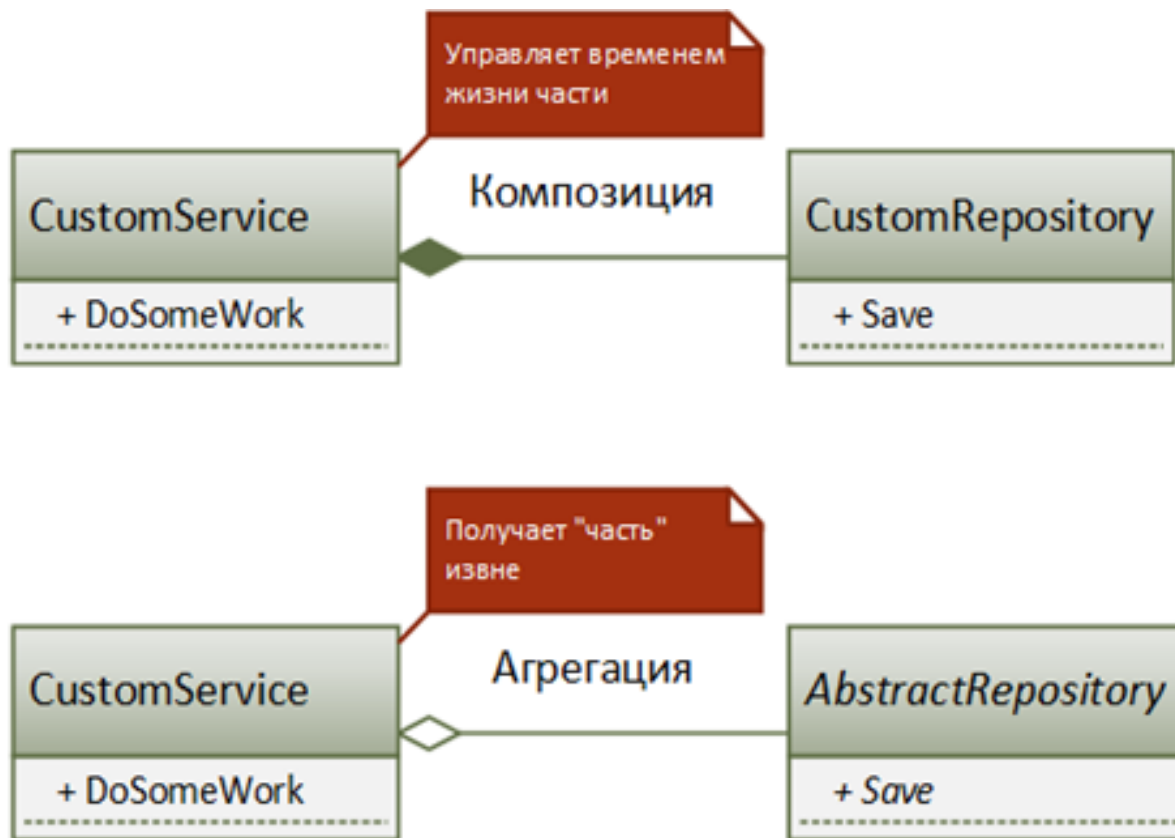 Управляет временем
жизни части
Композиция
CustomService
CustomRepository
+ DoSomeWork
+ Save
Получает "часть"
извне
Агрегация
CustomService
AbstractRepository
+ DoSomeWork
+ Save